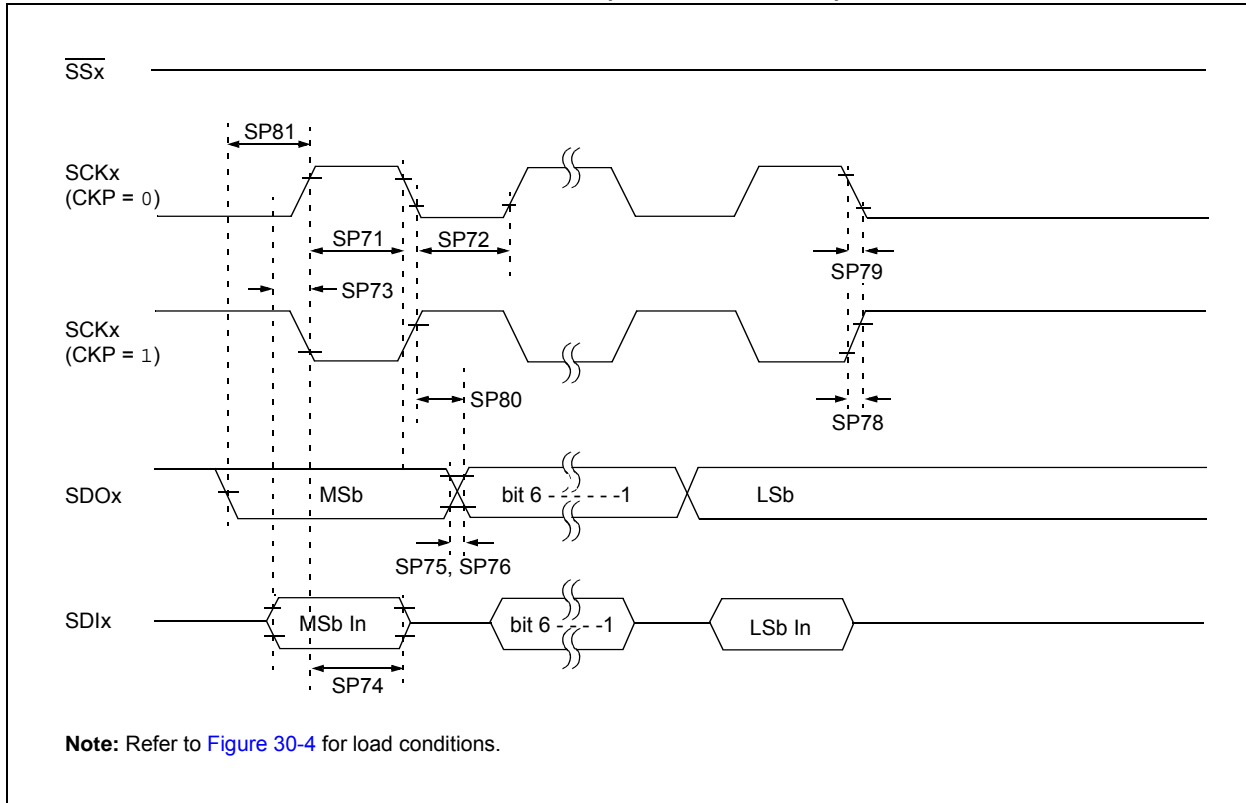 SSx
SP81
SCKx
(CKP = 0)
SP71
SP72
SP79
SP73
SCKx
(CKP = 1)
SP80
SP78
SDOx
MSb
bit 6 - - - - - -1
LSb
SP75, SP76
SDIx
MSb In
bit 6 - - - -1
LSb In
SP74
Note: Refer to Figure 30-4 for load conditions.